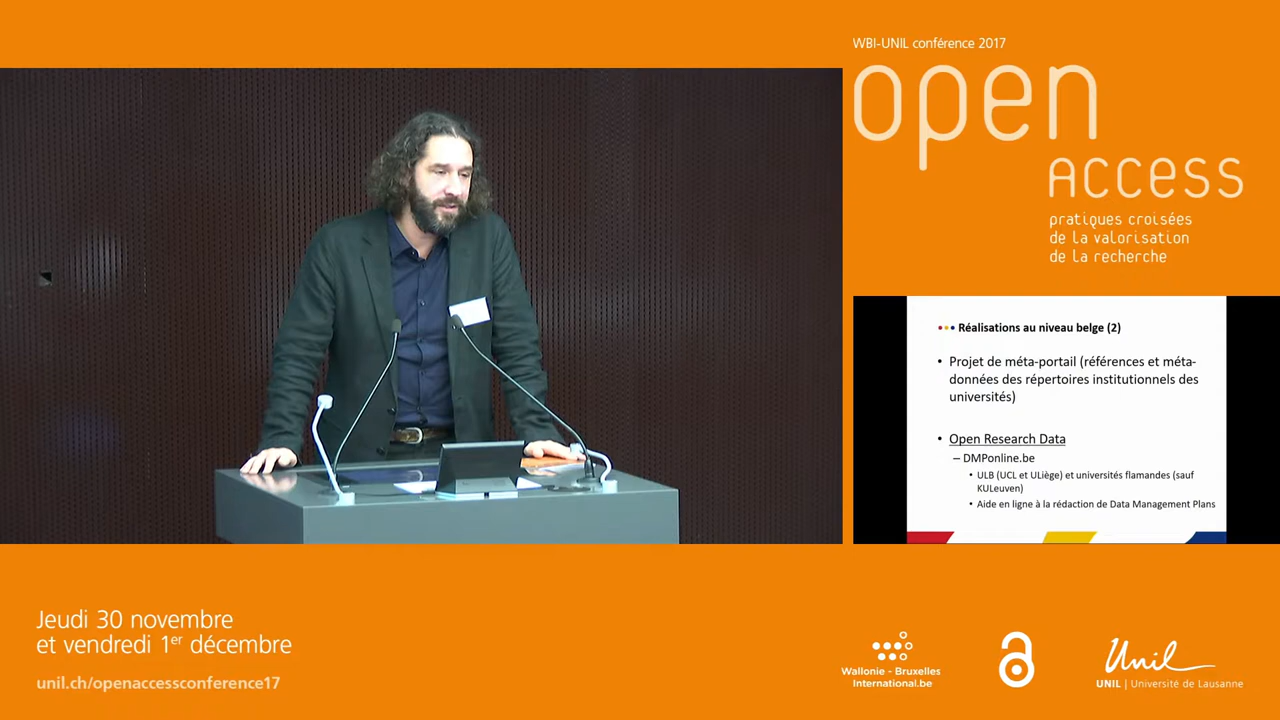 WBI-UNIL conférence 2017
open
access
pratiques croisées
de la valorisation
de la recherche
Réalisations au niveau belge (2)
• Projet de méta-portail (références et méta-
données des répertoires institutionnels des
universités)
• Open Research Data
– DMPonline.be
• ULB (UCL et ULiège) et universités flamandes (sauf
KULeuven)
• Aide en ligne à la rédaction de Data Management Plans
Jeudi 30 novembre
et vendredi 1er décembre
unil.ch/openaccessconference17
Wallonie - Bruxelles
International.be
Unil
UNIL | Université de Lausanne